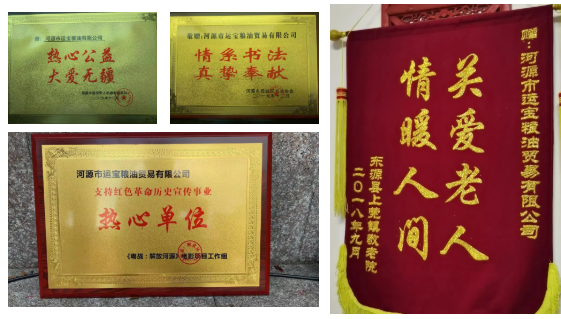 河源市运宝粮油贸易有限公司
热心公益
大爱无疆
敬赠:河源市运宝粮油贸易有限公司
情系书法
真挚奉献
河源市运宝粮油贸易有限公司
支持红色革命历史宣传事业
热心单位
赠:河源市运宝粮油贸易有限公司
关爱老人
情暖人间
东源县上莞镇敬老院
二〇一八年九月